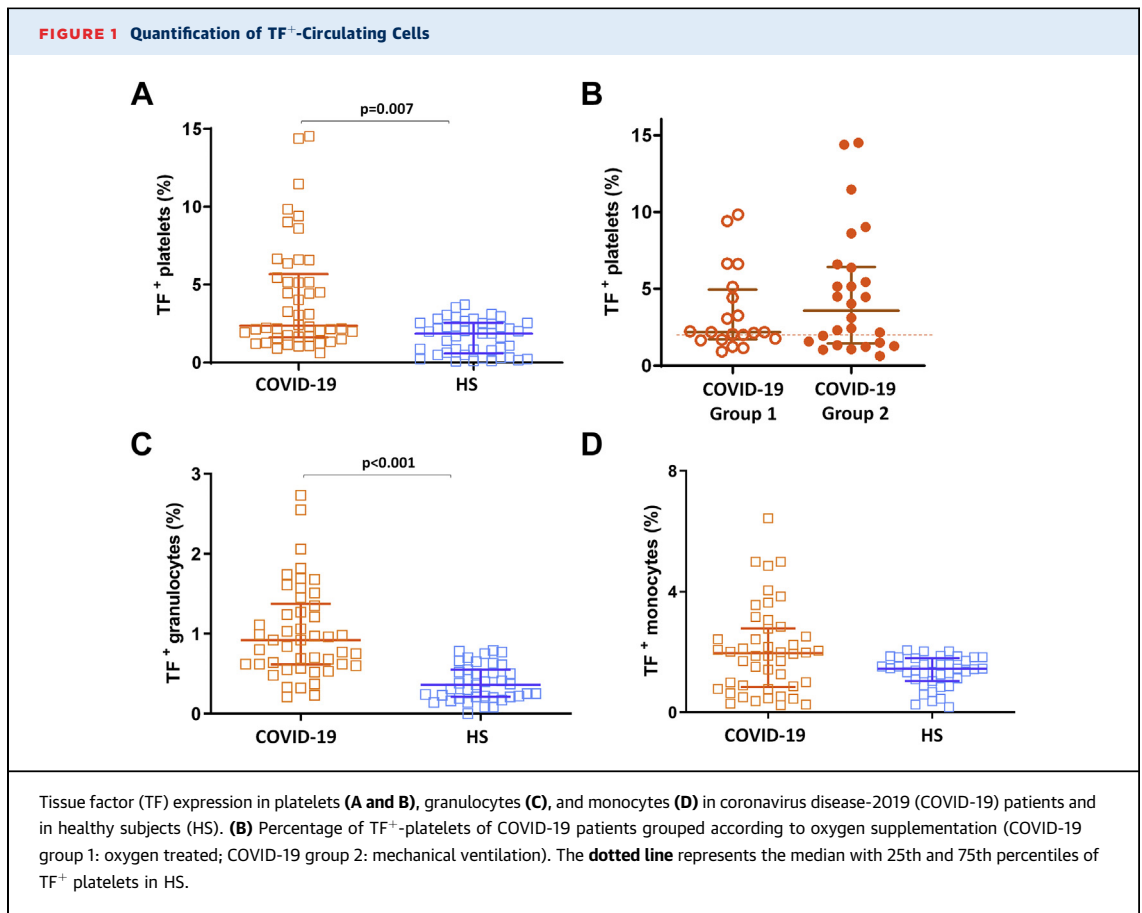 FIGURE 1 Quantification of TF⁺-Circulating Cells
A
p=0.007
TF ⁺ platelets (%)
15
10
5
0
COVID-19 HS
B
TF ⁺ platelets (%)
15
10
5
0
COVID-19 COVID-19
Group 1 Group 2
C
p<0.001
TF ⁺ granulocytes (%)
3
2
1
0
COVID-19 HS
D
TF ⁺ monocytes (%)
8
4
0
COVID-19 HS
Tissue factor (TF) expression in platelets (A and B), granulocytes (C), and monocytes (D) in coronavirus disease-2019 (COVID-19) patients and
in healthy subjects (HS). (B) Percentage of TF⁺-platelets of COVID-19 patients grouped according to oxygen supplementation (COVID-19
group 1: oxygen treated; COVID-19 group 2: mechanical ventilation). The dotted line represents the median with 25th and 75th percentiles of
TF⁺ platelets in HS.